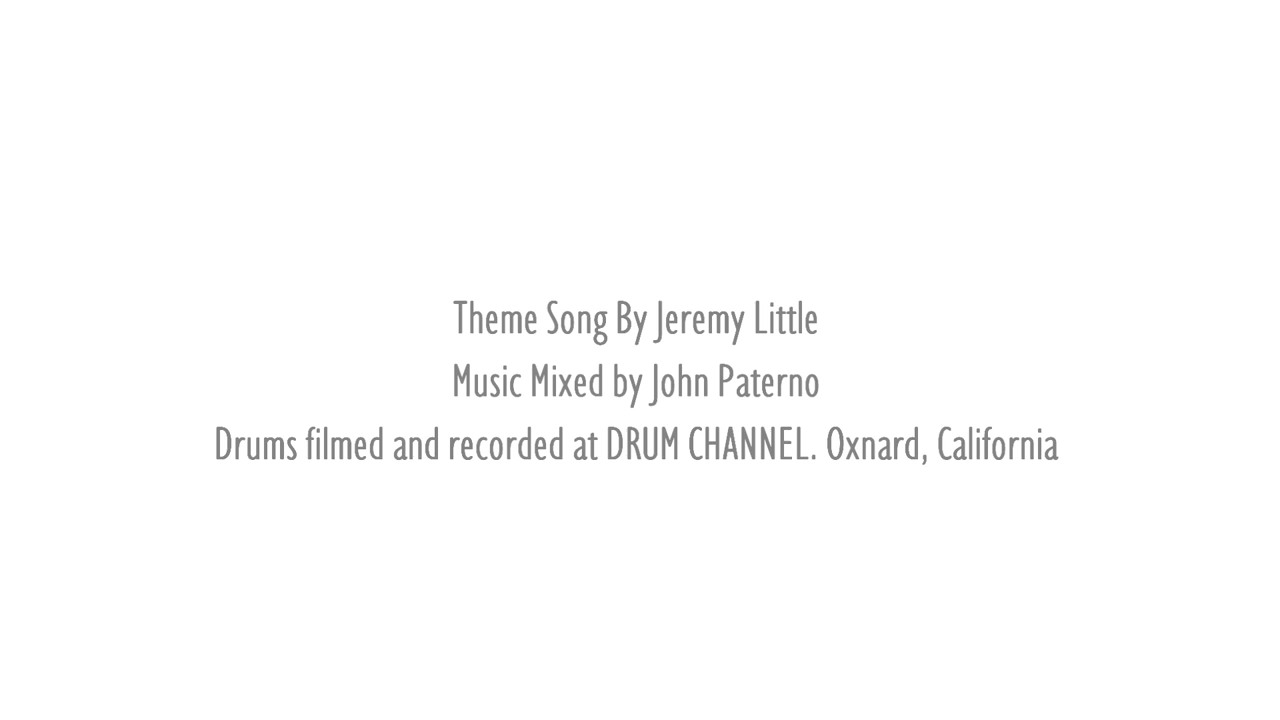 Theme Song By Jeremy Little
Music Mixed by John Paterno
Drums filmed and recorded at DRUM CHANNEL. Oxnard, California